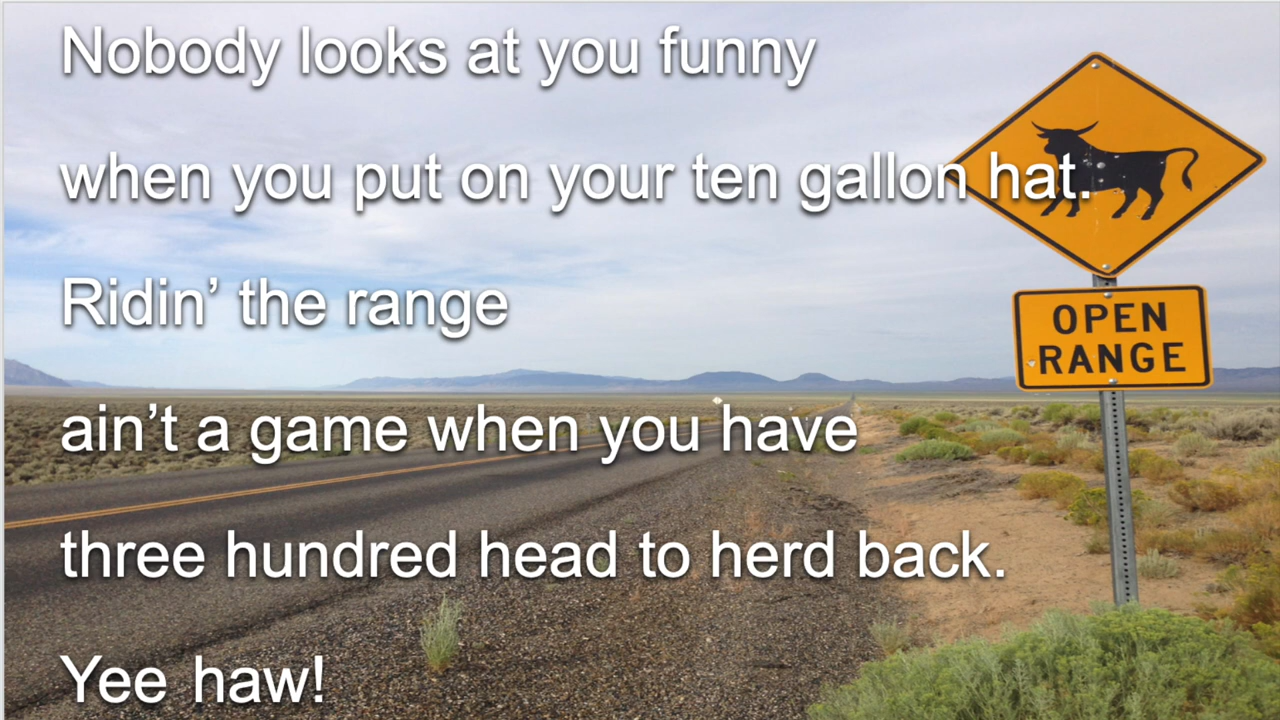 Nobody looks at you funny
when you put on your ten gallon hat.
Ridin’ the range
ain’t a game when you have
three hundred head to herd back.
Yee haw!
OPEN
RANGE